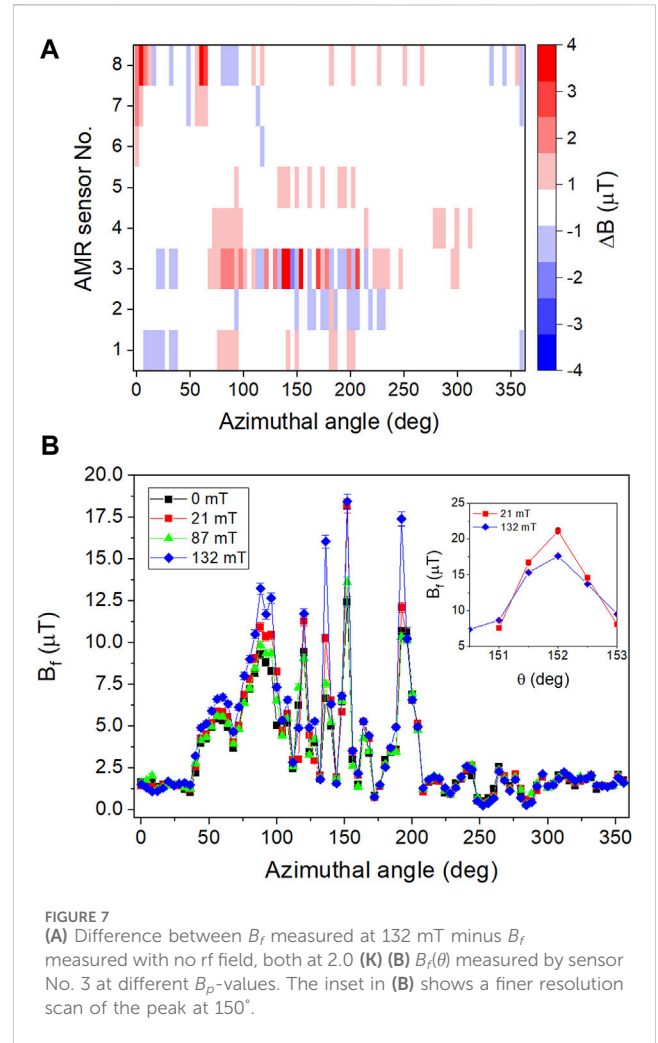 A
8
7
6
5
4
3
2
1
AMR sensor No.
0 50 100 150 200 250 300 350
Azimuthal angle (deg)
4
3
2
1
-1
-2
-3
-4
ΔB (μT)
B
20.0
17.5
15.0
12.5
10.0
7.5
5.0
2.5
0.0
B_f (μT)
0 mT
21 mT
87 mT
132 mT
25
20
15
10
5
B_f (μT)
21 mT
132 mT
151 152 153
θ (deg)
0 50 100 150 200 250 300 350
Azimuthal angle (deg)
FIGURE 7
(A) Difference between B_f measured at 132 mT minus B_f
measured with no rf field, both at 2.0 (K) (B) B_f(θ) measured by sensor
No. 3 at different B_p-values. The inset in (B) shows a finer resolution
scan of the peak at 150°.